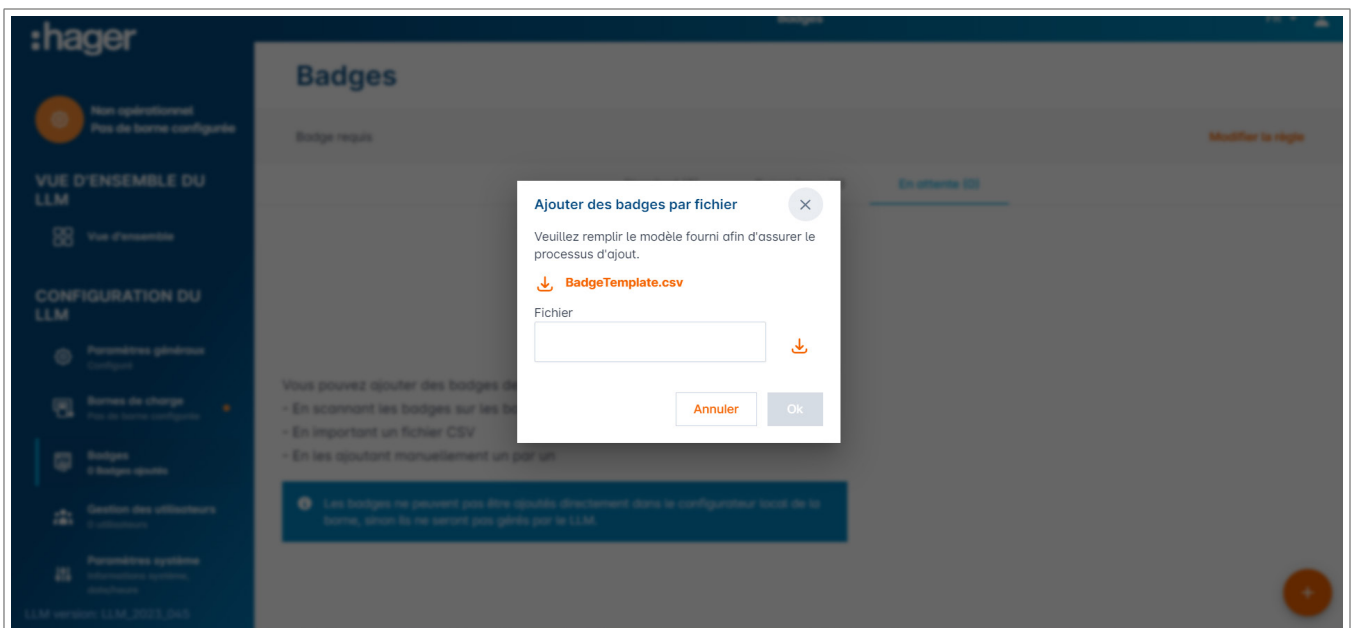 :hager
Badges
Non opérationnel
Pas de borne configurée
Badges
Badge requis
Modifier la règle
VUE D'ENSEMBLE DU
LLM
Vue d'ensemble
En attente (0)
CONFIGURATION DU
LLM
Paramètres généraux
Configuré
Bornes de charge
Pas de borne configurée
Badges
0 Badges ajoutés
Gestion des utilisateurs
0 utilisateurs
Paramètres système
Informations système,
LLM version: LLM_2025_045
Ajouter des badges par fichier
Veuillez remplir le modèle fourni afin d'assurer le
processus d'ajout.
BadgeTemplate.csv
Fichier
Annuler
Ok
Vous pouvez ajouter des badges de
- En scannant les badges sur les bo
- En important un fichier CSV
- En les ajoutant manuellement un par un
Les badges ne peuvent pas être ajoutés directement dans le configurateur local de la
borne, sinon ils ne seront pas gérés par le LLM.